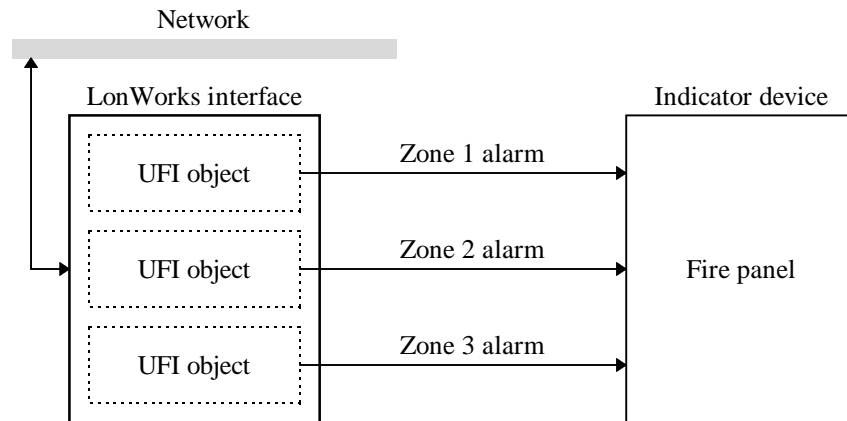 Network
LonWorks interface
Indicator device
UFI object
Zone 1 alarm
UFI object
Zone 2 alarm
Fire panel
UFI object
Zone 3 alarm